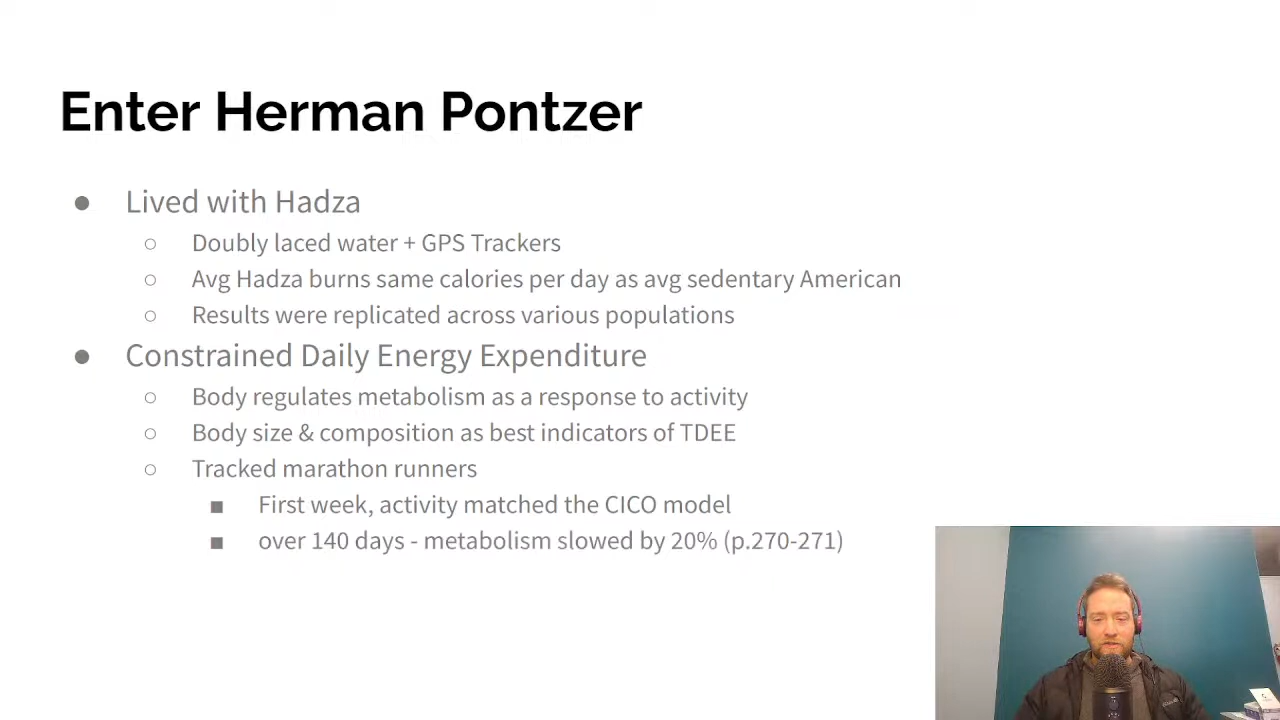 Enter Herman Pontzer
● Lived with Hadza
○ Doubly laced water + GPS Trackers
○ Avg Hadza burns same calories per day as avg sedentary American
○ Results were replicated across various populations
● Constrained Daily Energy Expenditure
○ Body regulates metabolism as a response to activity
○ Body size & composition as best indicators of TDEE
○ Tracked marathon runners
■ First week, activity matched the CICO model
■ over 140 days - metabolism slowed by 20% (p.270-271)